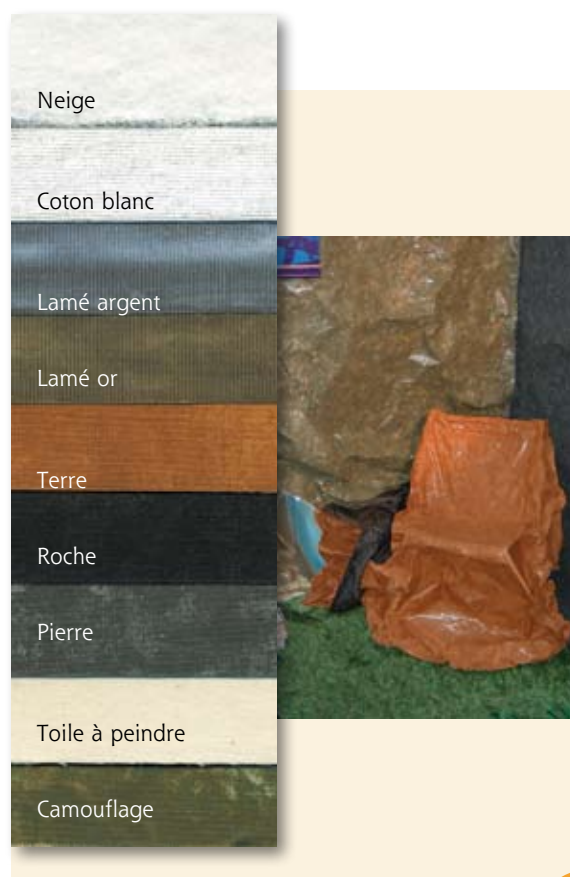 Neige
Coton blanc
Lamé argent
Lamé or
Terre
Roche
Pierre
Toile à peindre
Camouflage